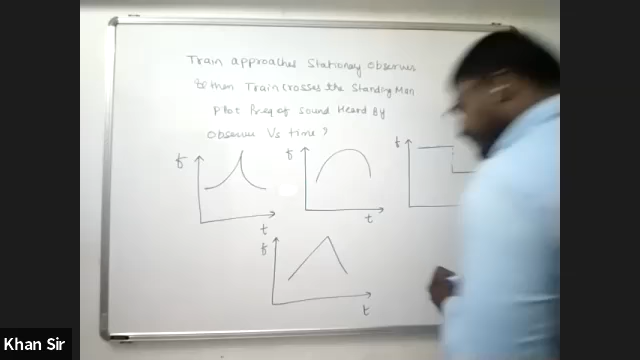 Train approaches Stationary Observer
& then Train crosses the Standing Man
Plot Freq of Sound Heard By
Observer Vs time ?
f
t
f
t
f
f
t
Khan Sir